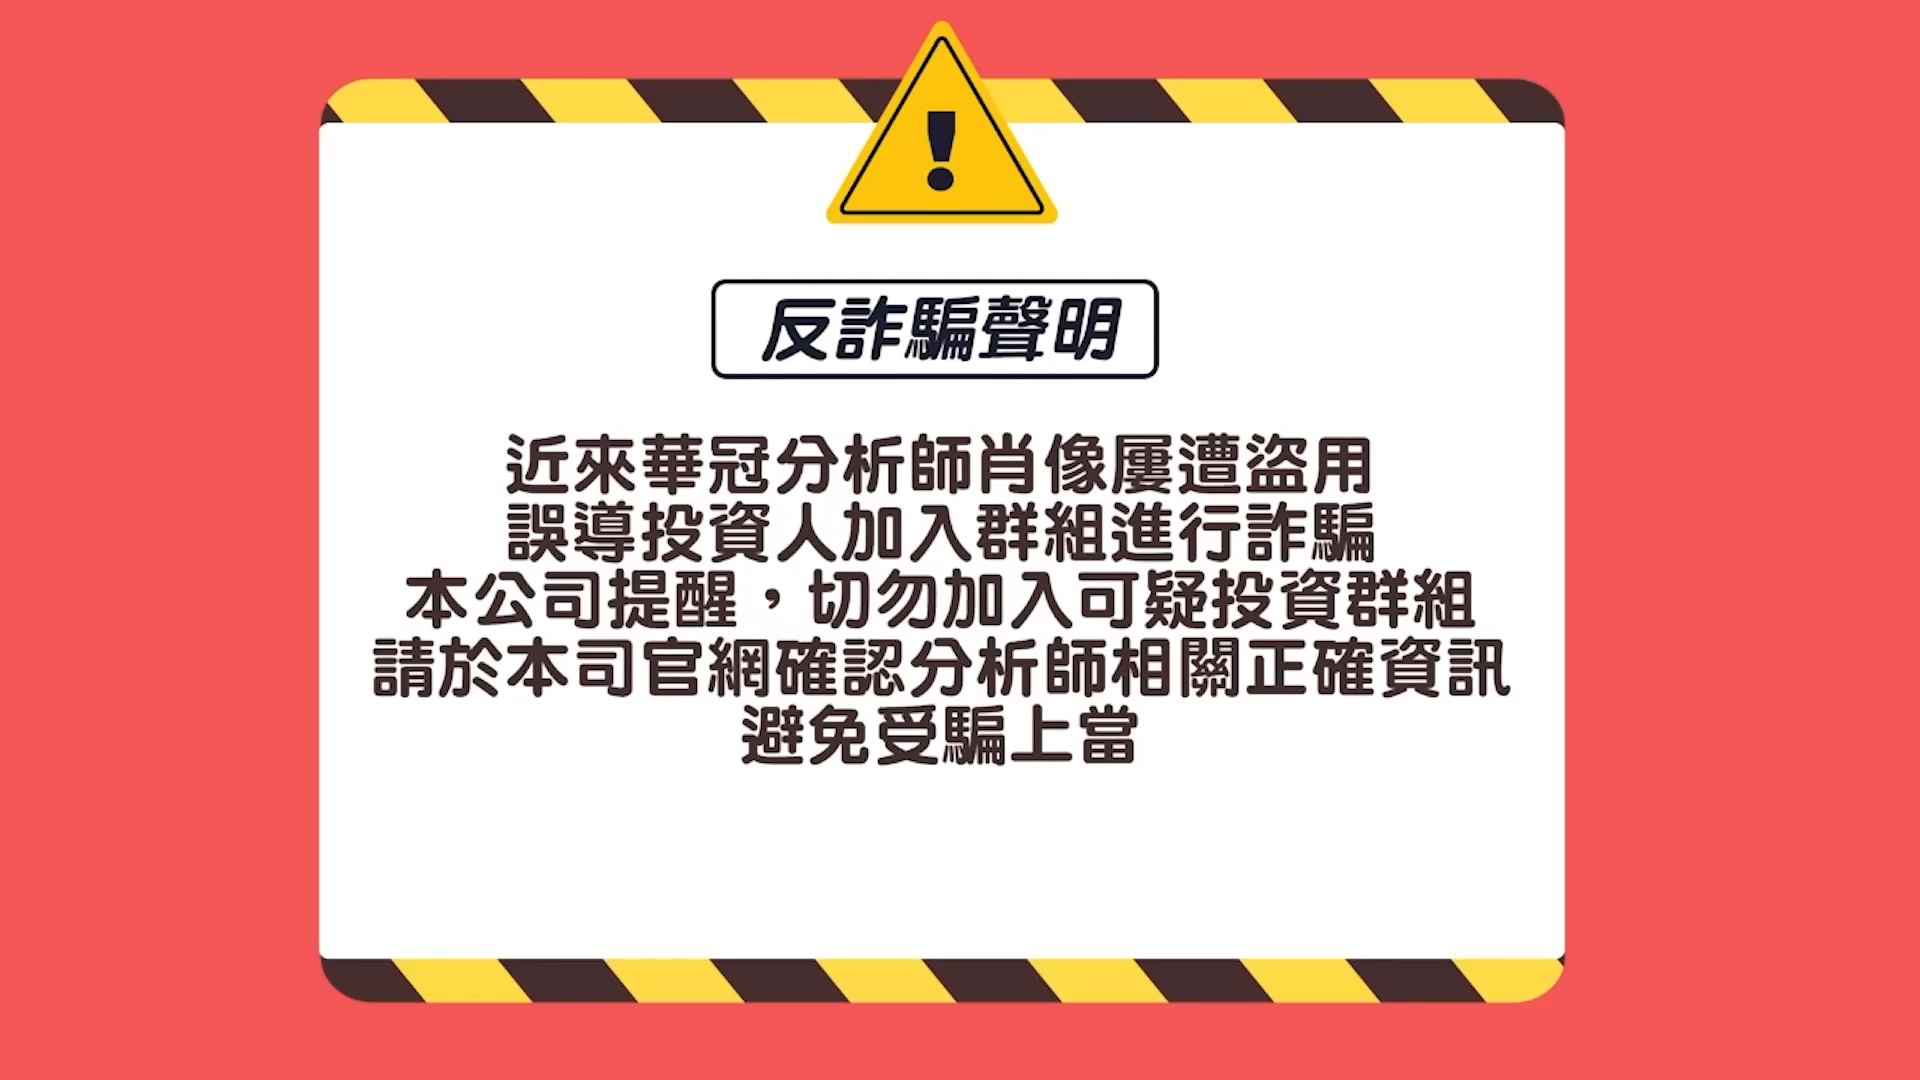 反詐騙聲明
近來華冠分析師肖像屢遭盜用
誤導投資人加入群組進行詐騙
本公司提醒，切勿加入可疑投資群組
請於本司官網確認分析師相關正確資訊
避免受騙上當